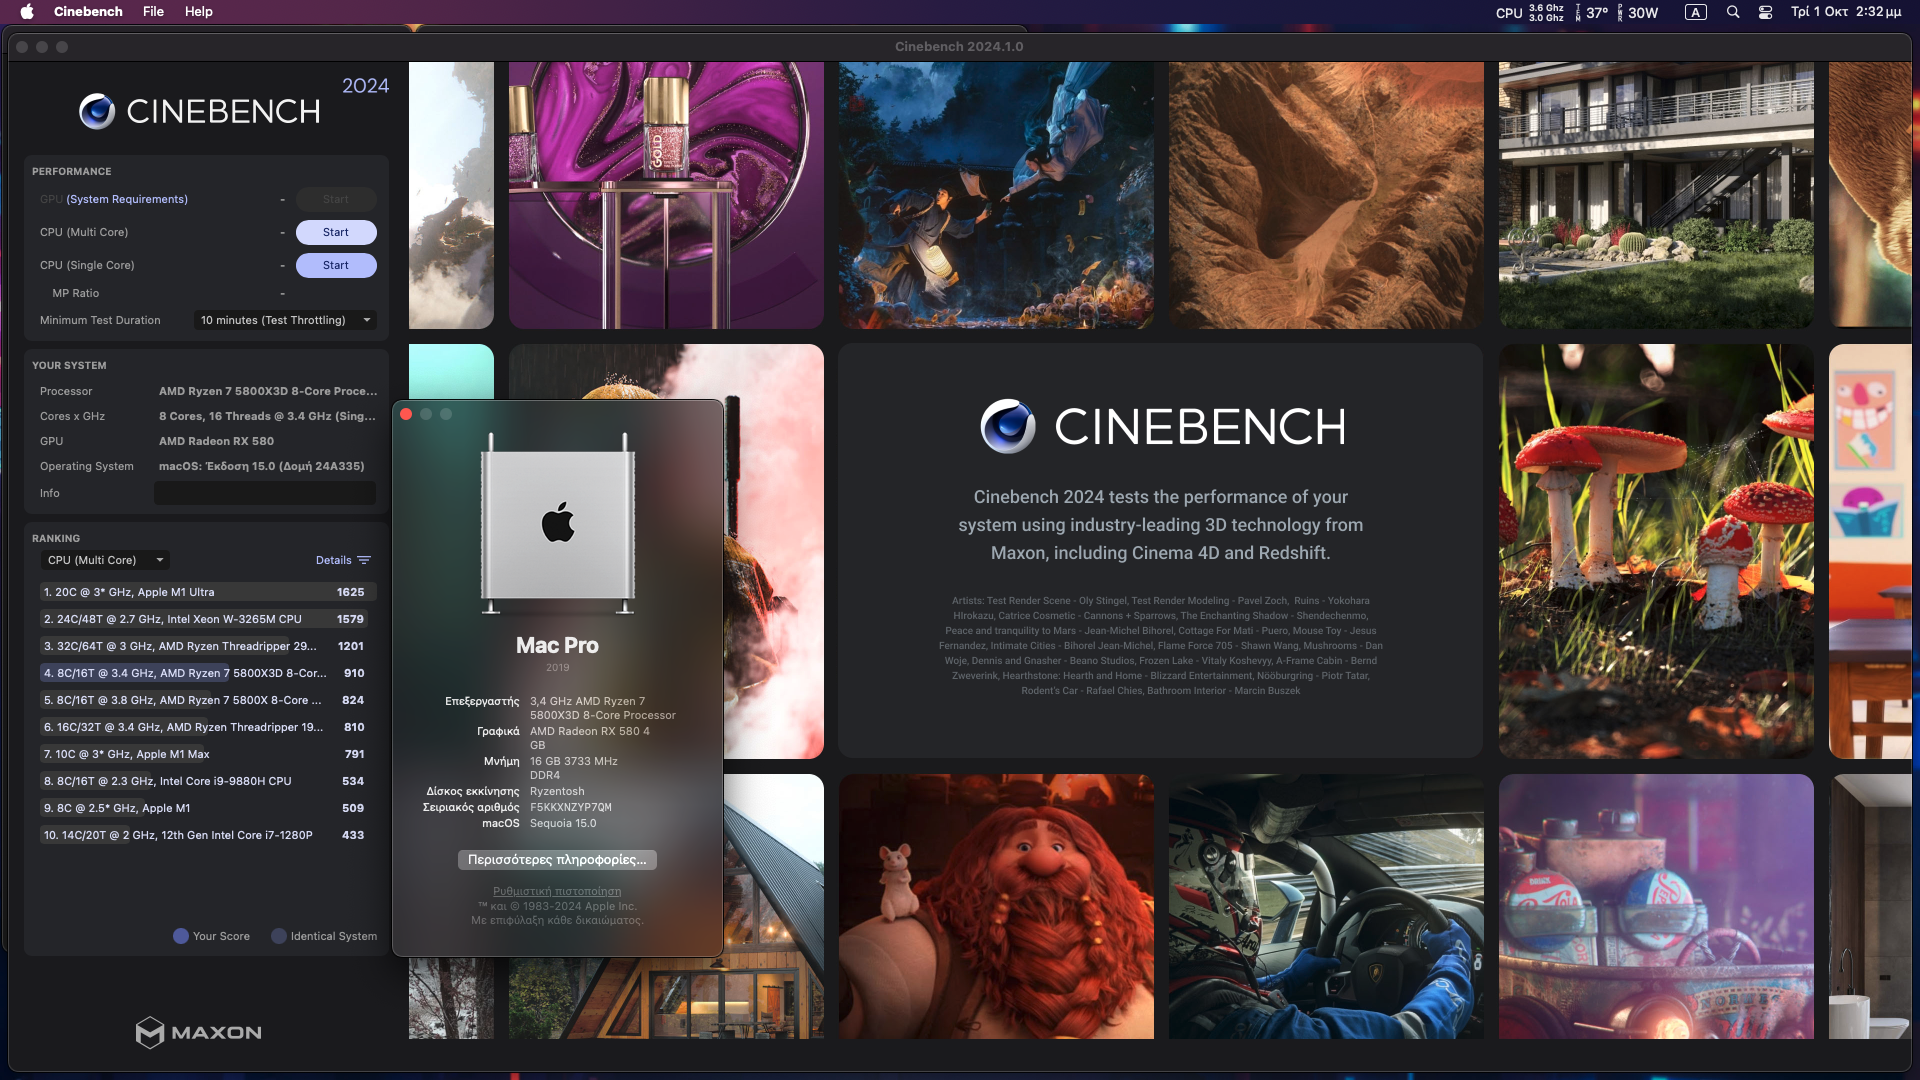 Cinebench File Help
CPU 3.6 Ghz 3.0 Ghz TEM 37° PWR 30W A Τρί 1 Οκτ 2:32 μμ
Cinebench 2024.1.0
2024
CINEBENCH
PERFORMANCE
GPU (System Requirements) - Start
CPU (Multi Core) - Start
CPU (Single Core) - Start
MP Ratio -
Minimum Test Duration 10 minutes (Test Throttling)
YOUR SYSTEM
Processor AMD Ryzen 7 5800X3D 8-Core Proce...
Cores x GHz 8 Cores, 16 Threads @ 3.4 GHz (Sing...
GPU AMD Radeon RX 580
Operating System macOS: Έκδοση 15.0 (Δομή 24A335)
Info
RANKING
CPU (Multi Core) Details
1. 20C @ 3* GHz, Apple M1 Ultra 1625
2. 24C/48T @ 2.7 GHz, Intel Xeon W-3265M CPU 1579
3. 32C/64T @ 3 GHz, AMD Ryzen Threadripper 29... 1201
4. 8C/16T @ 3.4 GHz, AMD Ryzen 7 5800X3D 8-Cor... 910
5. 8C/16T @ 3.8 GHz, AMD Ryzen 7 5800X 8-Core ... 824
6. 16C/32T @ 3.4 GHz, AMD Ryzen Threadripper 19... 810
7. 10C @ 3* GHz, Apple M1 Max 791
8. 8C/16T @ 2.3 GHz, Intel Core i9-9880H CPU 534
9. 8C @ 2.5* GHz, Apple M1 509
10. 14C/20T @ 2 GHz, 12th Gen Intel Core i7-1280P 433
Your Score Identical System
MAXON
Mac Pro
2019
Επεξεργαστής 3,4 GHz AMD Ryzen 7
5800X3D 8-Core Processor
Γραφικά AMD Radeon RX 580 4
GB
Μνήμη 16 GB 3733 MHz
DDR4
Δίσκος εκκίνησης Ryzentosh
Σειριακός αριθμός F5KKXNZYP7QM
macOS Sequoia 15.0
Περισσότερες πληροφορίες...
Ρυθμιστική πιστοποίηση
™ και © 1983-2024 Apple Inc.
Με επιφύλαξη κάθε δικαιώματος.
GOLD
CINEBENCH
Cinebench 2024 tests the performance of your
system using industry-leading 3D technology from
Maxon, including Cinema 4D and Redshift.
Artists: Test Render Scene - Oly Stingel, Test Render Modeling - Pavel Zoch, Ruins - Yokohara
Hirokazu, Catrice Cosmetic - Cannons + Sparrows, The Enchanting Shadow - Shendechenmo,
Peace and tranquility to Mars - Jean-Michel Bihorel, Cottage For Mati - Puero, Mouse Toy - Jesus
Fernandez, Intimate Cities - Bihorel Jean-Michel, Flame Force 705 - Shawn Wang, Mushrooms - Dan
Woje, Dennis and Gnasher - Beano Studios, Frozen Lake - Vitaly Koshevyy, A-Frame Cabin - Bernd
Zweverink, Hearthstone: Hearth and Home - Blizzard Entertainment, Nööburgring - Piotr Tatar,
Rodent's Car - Rafael Chies, Bathroom Interior - Marcin Buszek